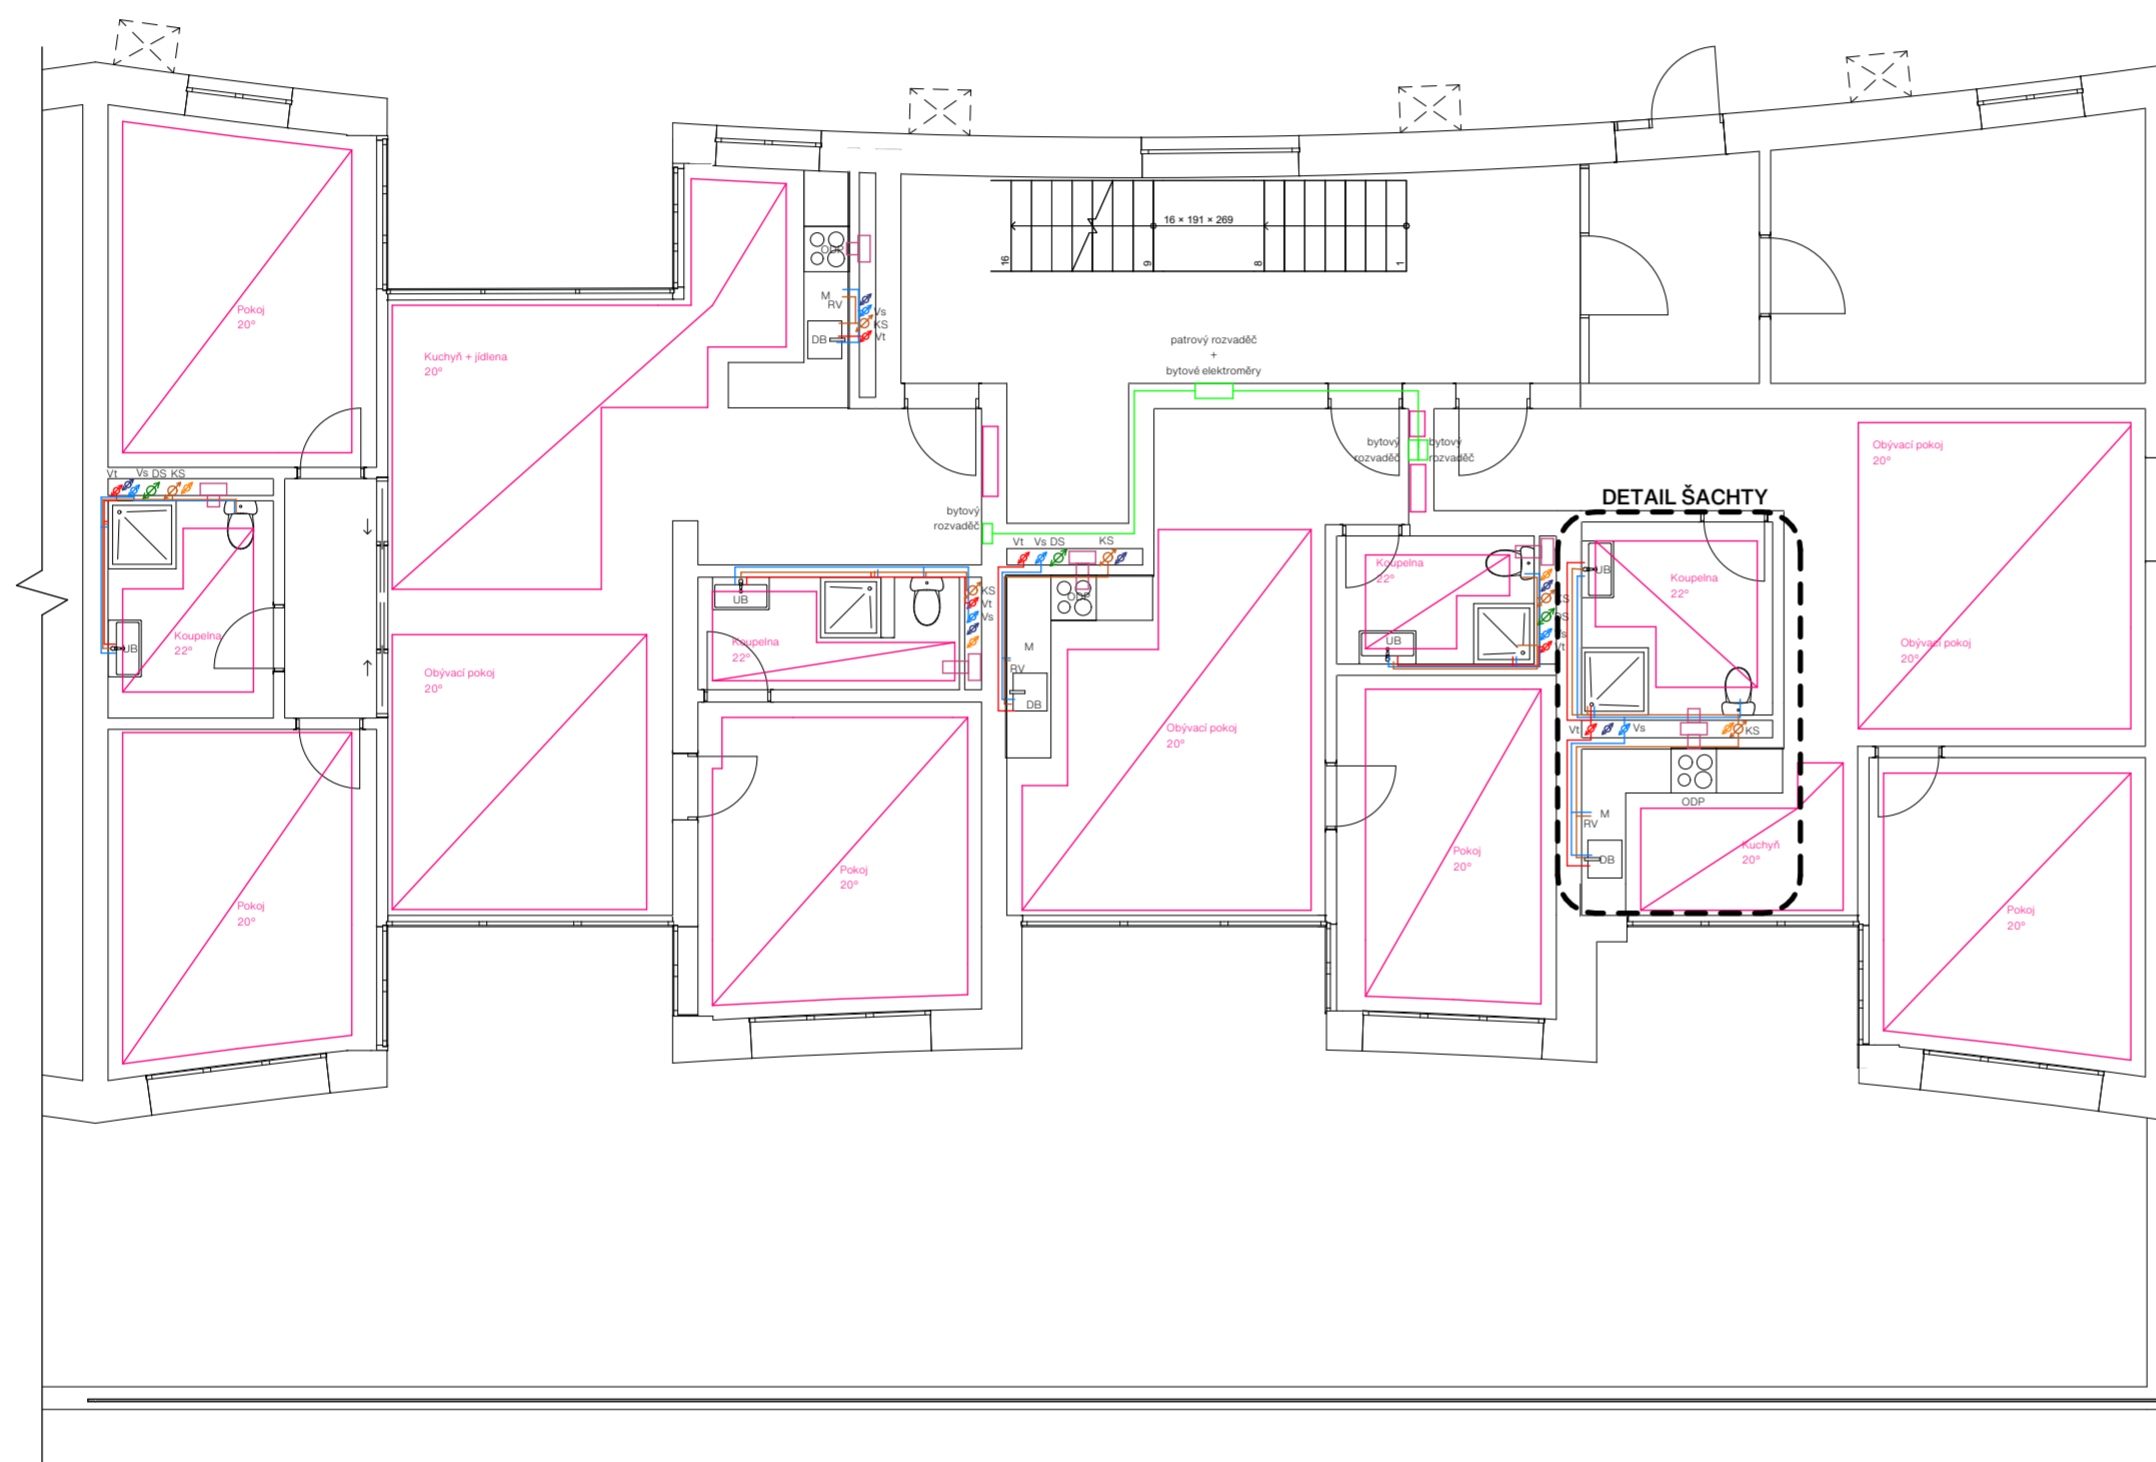 16 × 191 × 269
16
9
8
1
Pokoj
20°
Kuchyň + jídlena
20°
ODP
M
RV
DB
Vs
KS
Vt
patrový rozvaděč
+
bytové elektroměry
bytový
rozvaděč
bytový
rozvaděč
Obývací pokoj
20°
Vt
Vs
DS
KS
DETAIL ŠACHTY
bytový
rozvaděč
Vt
Vs
DS
KS
UB
Koupelna
22°
UB
Koupelna
22°
KS
Vt
Vs
ODP
M
RV
DB
Koupelna
22°
UB
KS
DS
Vs
Vt
UB
Koupelna
22°
Obývací pokoj
20°
Obývací pokoj
20°
Obývací pokoj
20°
Vt
Vs
KS
ODP
M
RV
DB
Kuchyň
20°
Pokoj
20°
Pokoj
20°
Pokoj
20°
Pokoj
20°